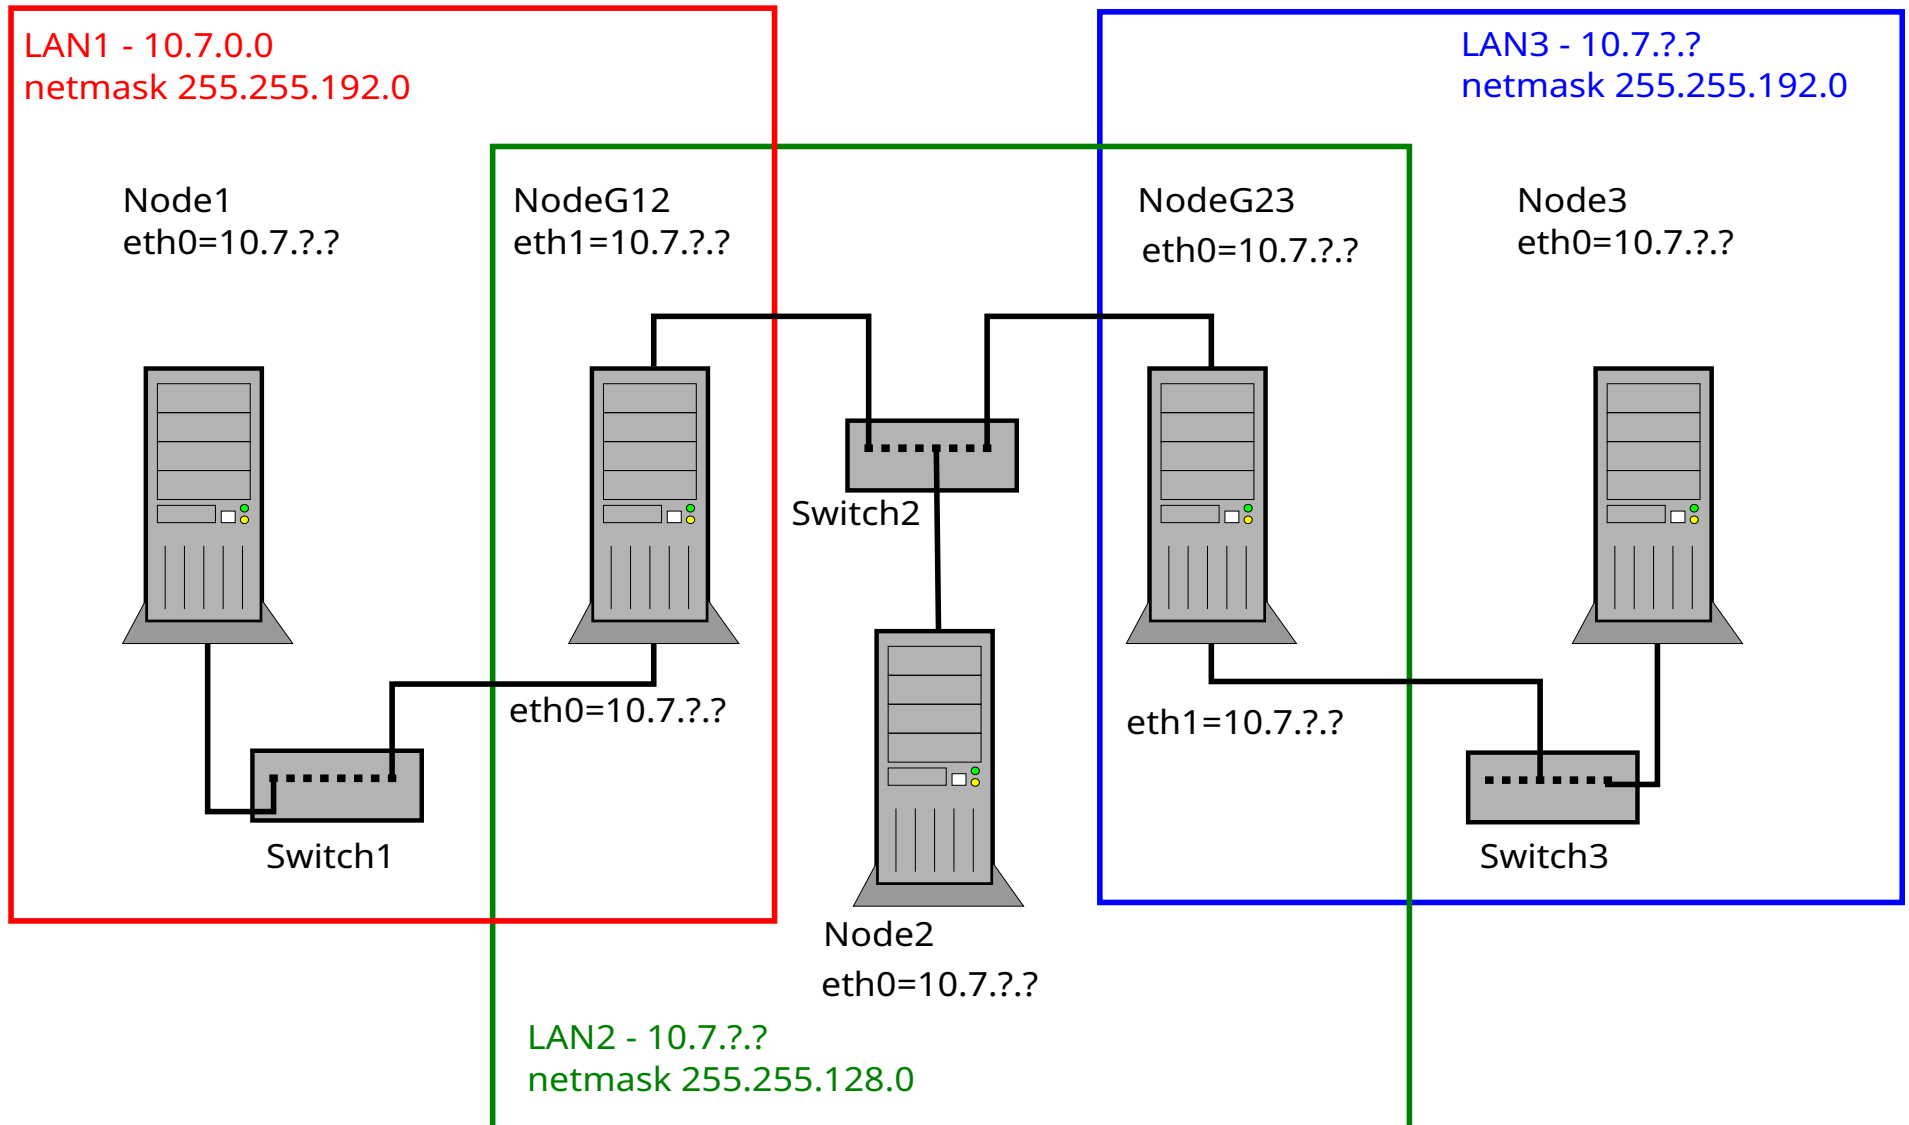 LAN1 - 10.7.0.0
netmask 255.255.192.0
LAN3 - 10.7.?.?
netmask 255.255.192.0
Node1
eth0=10.7.?.?
NodeG12
eth1=10.7.?.?
NodeG23
eth0=10.7.?.?
Node3
eth0=10.7.?.?
Switch2
eth0=10.7.?.?
eth1=10.7.?.?
Switch1
Switch3
Node2
eth0=10.7.?.?
LAN2 - 10.7.?.?
netmask 255.255.128.0